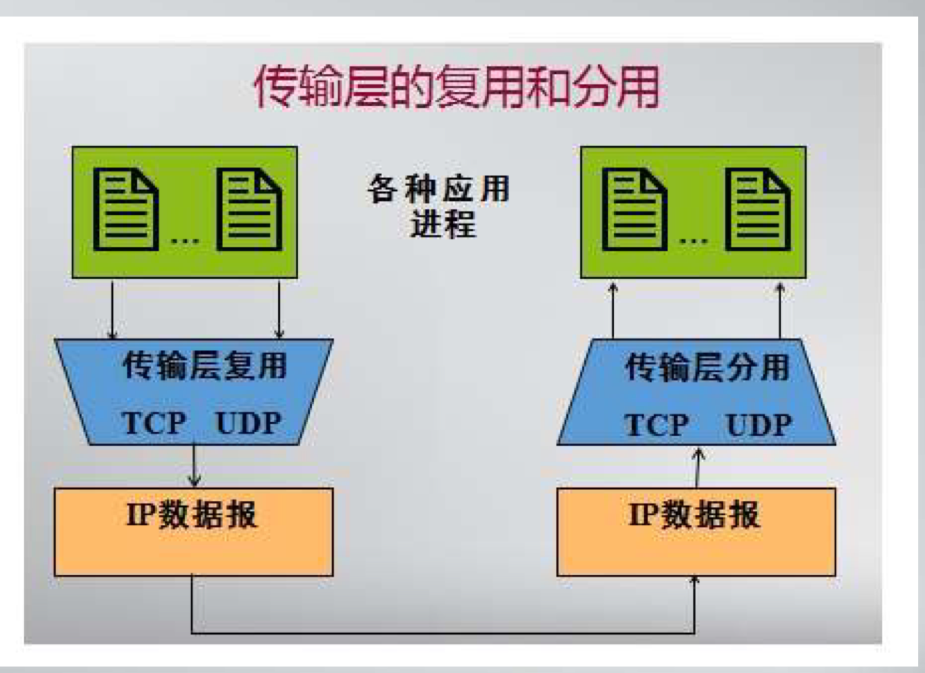 传输层的复用和分用
各种应用
进程
...
...
传输层复用
TCP UDP
传输层分用
TCP UDP
IP数据报
IP数据报